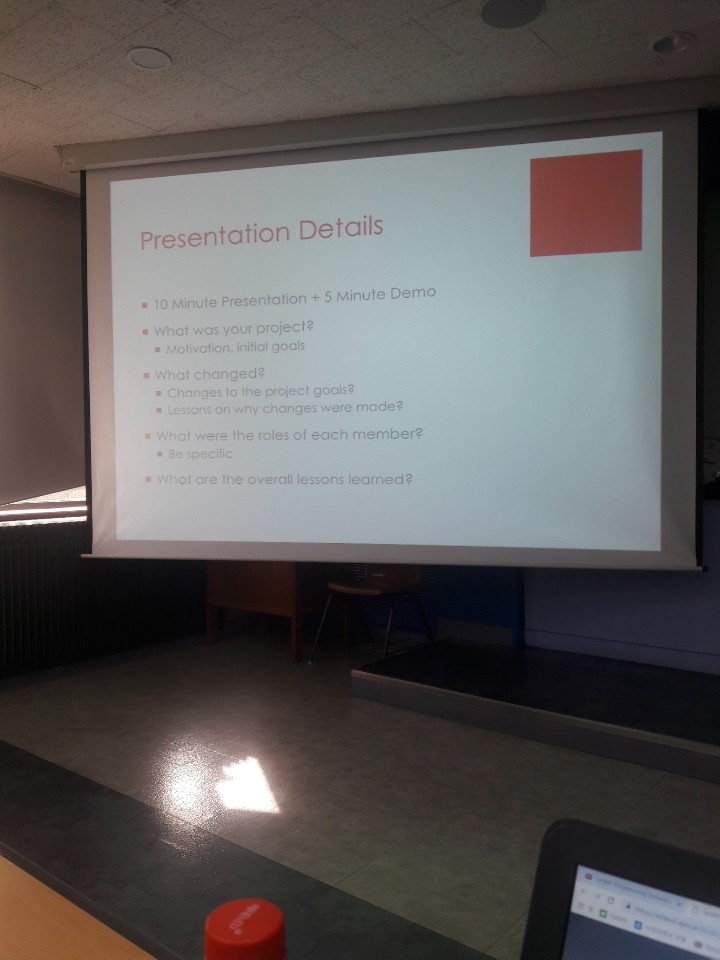 Presentation Details
10 Minute Presentation + 5 Minute Demo
What was your project?
Motivation, initial goals
What changed?
Changes to the project goals?
Lessons on why changes were made?
What were the roles of each member?
Be specific
What are the overall lessons learned?